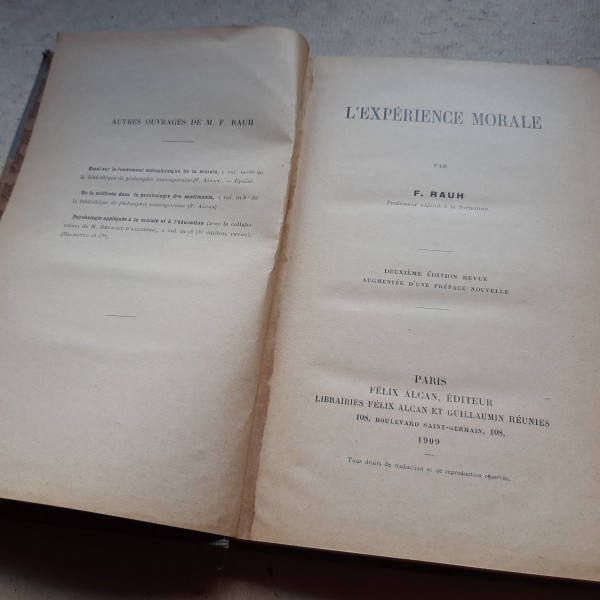 AUTRES OUVRAGES DE M. F. RAUH
Essai sur le fondement métaphysique de la morale, 1 vol. in-8º de
la Bibliothèque de philosophie contemporaine (F. ALCAN). — Épuisé.
De la méthode dans la psychologie des sentiments, 1 vol. in-8º de
la Bibliothèque de philosophie contemporaine (F. ALCAN)
Psychologie appliquée à la morale et à l'éducation (avec la collabo-
ration de M. REVAULT D'ALLONNES), 1 vol. in-18 (3e édition, revue).
(HACHETTE et Cie)
L'EXPÉRIENCE MORALE
PAR
F. RAUH
Professeur adjoint à la Sorbonne.
DEUXIÈME ÉDITION REVUE
AUGMENTÉE D'UNE PRÉFACE NOUVELLE
PARIS
FÉLIX ALCAN, ÉDITEUR
LIBRAIRIES FÉLIX ALCAN ET GUILLAUMIN RÉUNIES
108, BOULEVARD SAINT-GERMAIN, 108,
1909
Tous droits de traduction et de reproduction réservés.